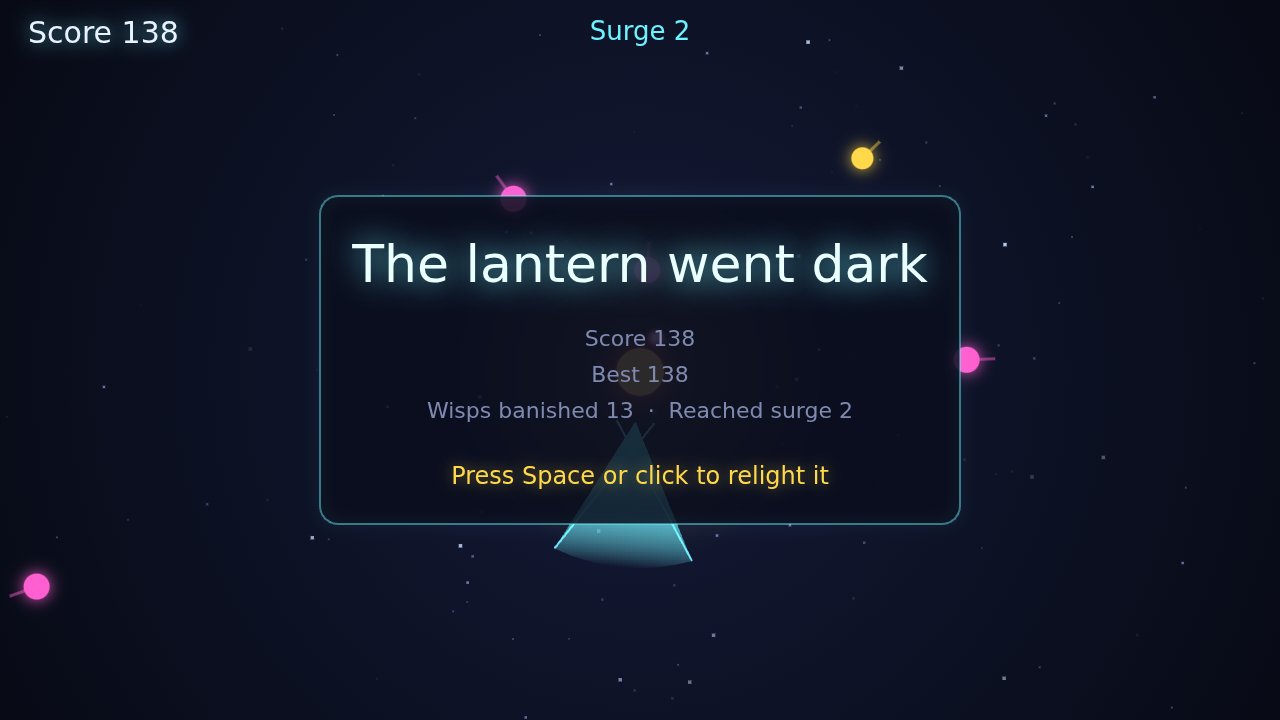 Score 138
Surge 2
The lantern went dark
Score 138
Best 138
Wisps banished 13 · Reached surge 2
Press Space or click to relight it